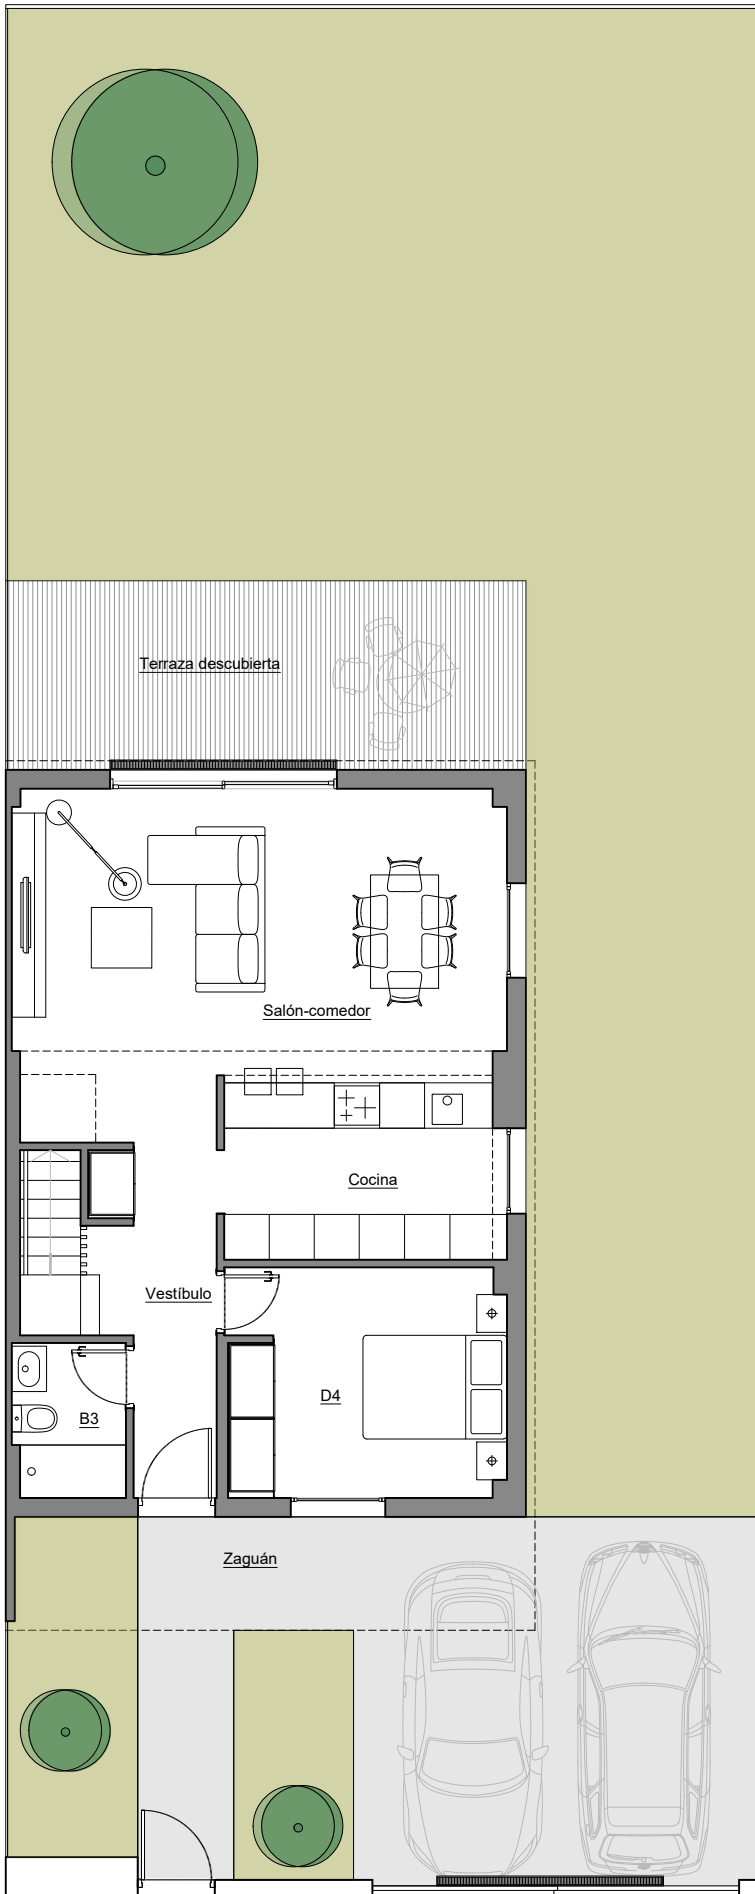 Terraza descubierta
Salón-comedor
Cocina
Vestíbulo
D4
B3
Zaguán